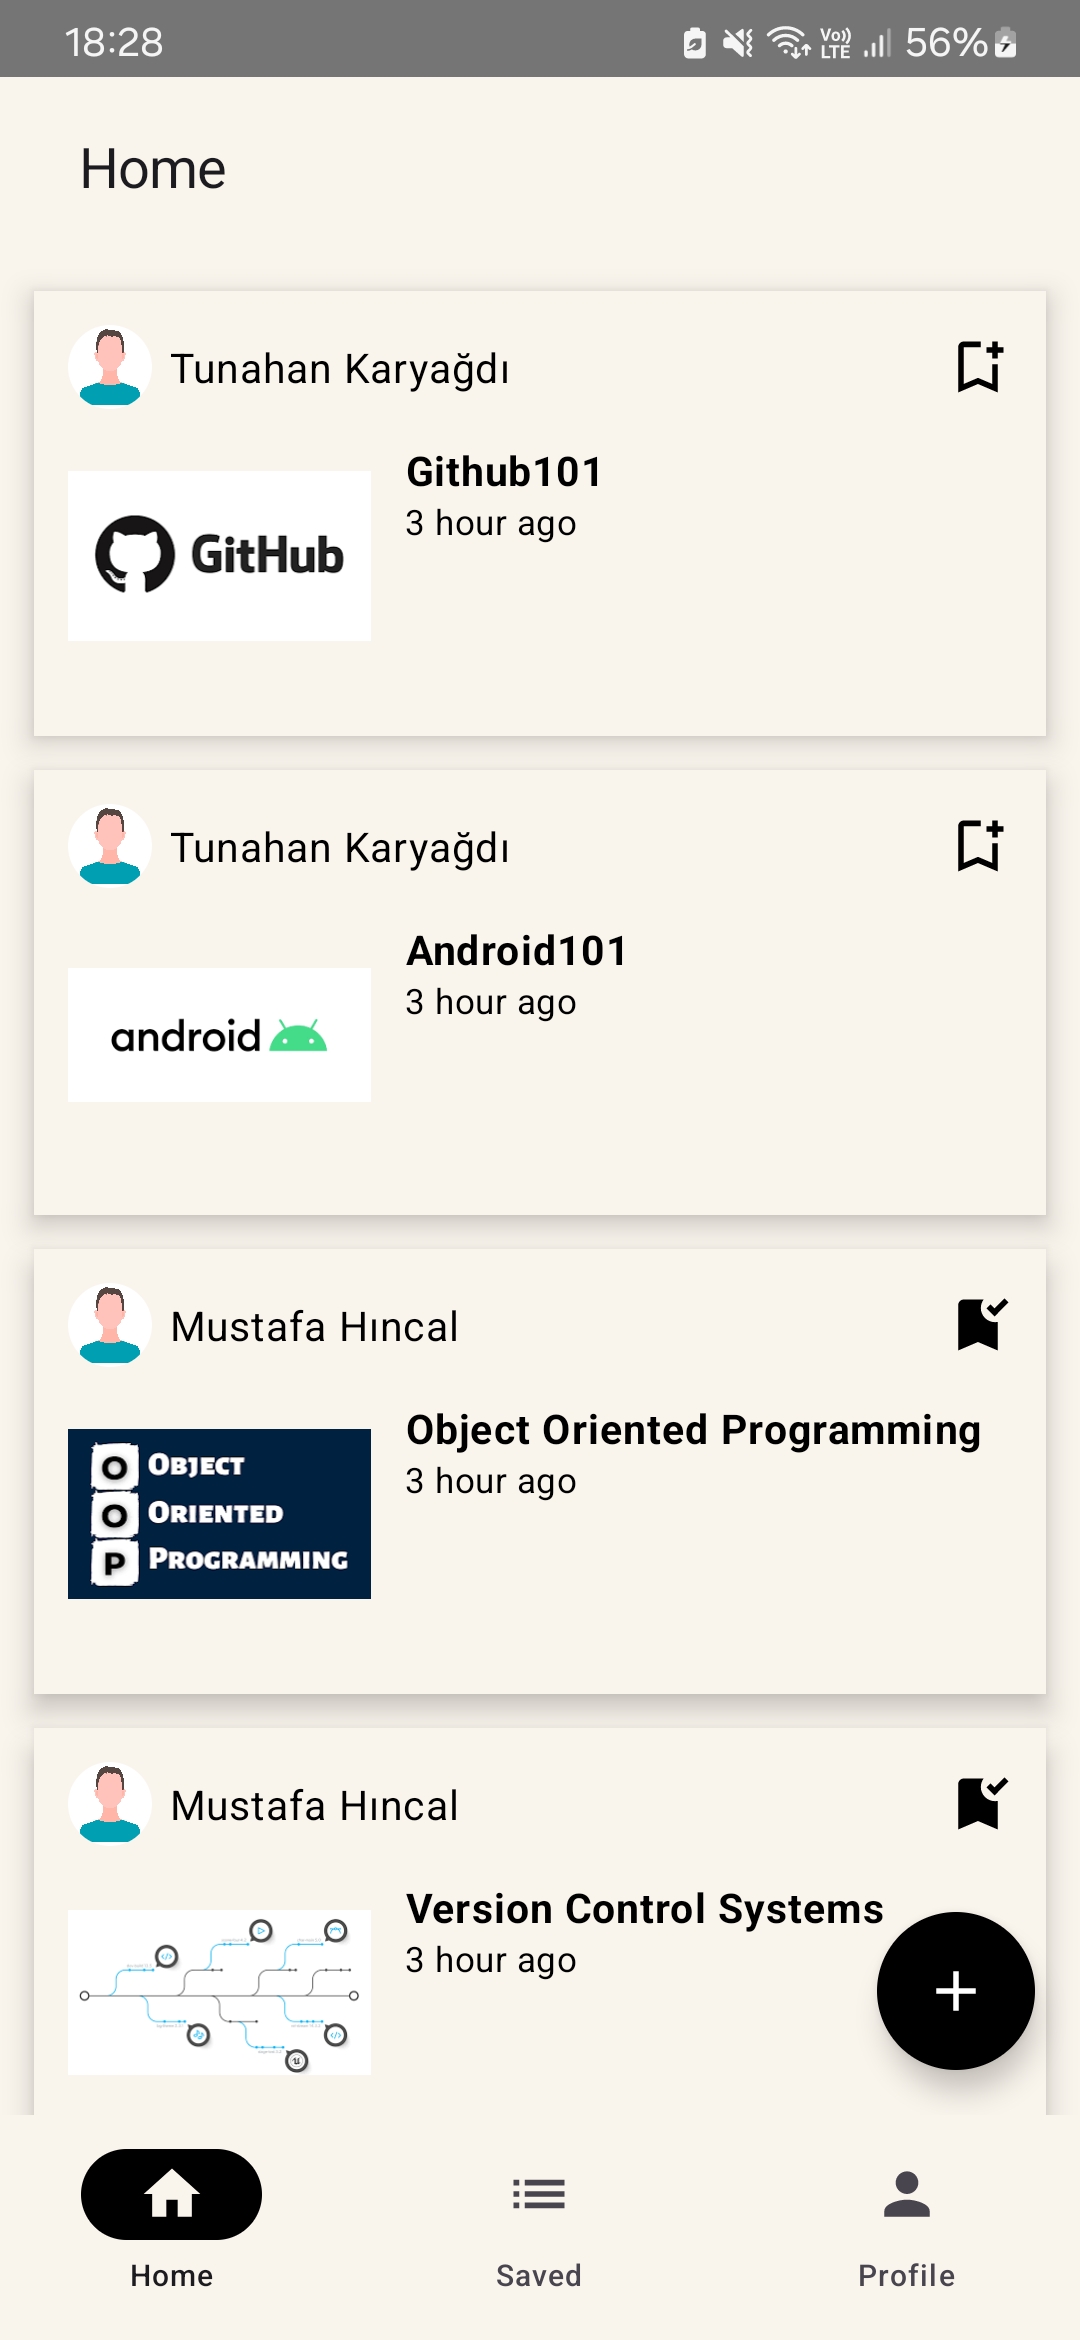 18:28
Vo)) LTE 56%
Home
Tunahan Karyağdı
GitHub
Github101
3 hour ago
Tunahan Karyağdı
android
Android101
3 hour ago
Mustafa Hıncal
O OBJECT
O ORIENTED
P PROGRAMMING
Object Oriented Programming
3 hour ago
Mustafa Hıncal
Version Control Systems
3 hour ago
Home
Saved
Profile